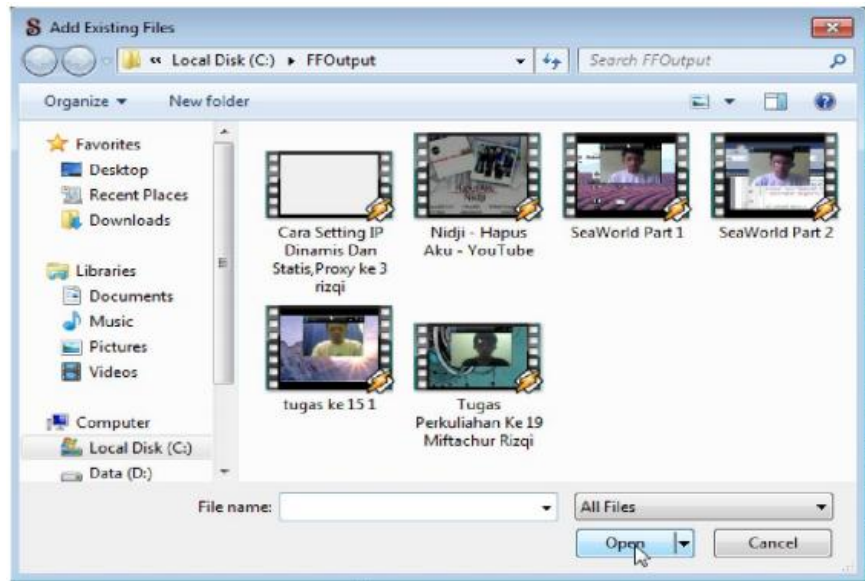 Add Existing Files
« Local Disk (C:) ▸ FFOutput
Search FFOutput
Organize
New folder
Favorites
Desktop
Recent Places
Downloads
Libraries
Documents
Music
Pictures
Videos
Computer
Local Disk (C:)
Data (D:)
Cara Setting IP
Dinamis Dan
Statis,Proxy ke 3
rizqi
Nidji - Hapus
Aku - YouTube
SeaWorld Part 1
SeaWorld Part 2
tugas ke 15 1
Tugas
Perkuliahan Ke 19
Miftachur Rizqi
File name:
All Files
Open
Cancel